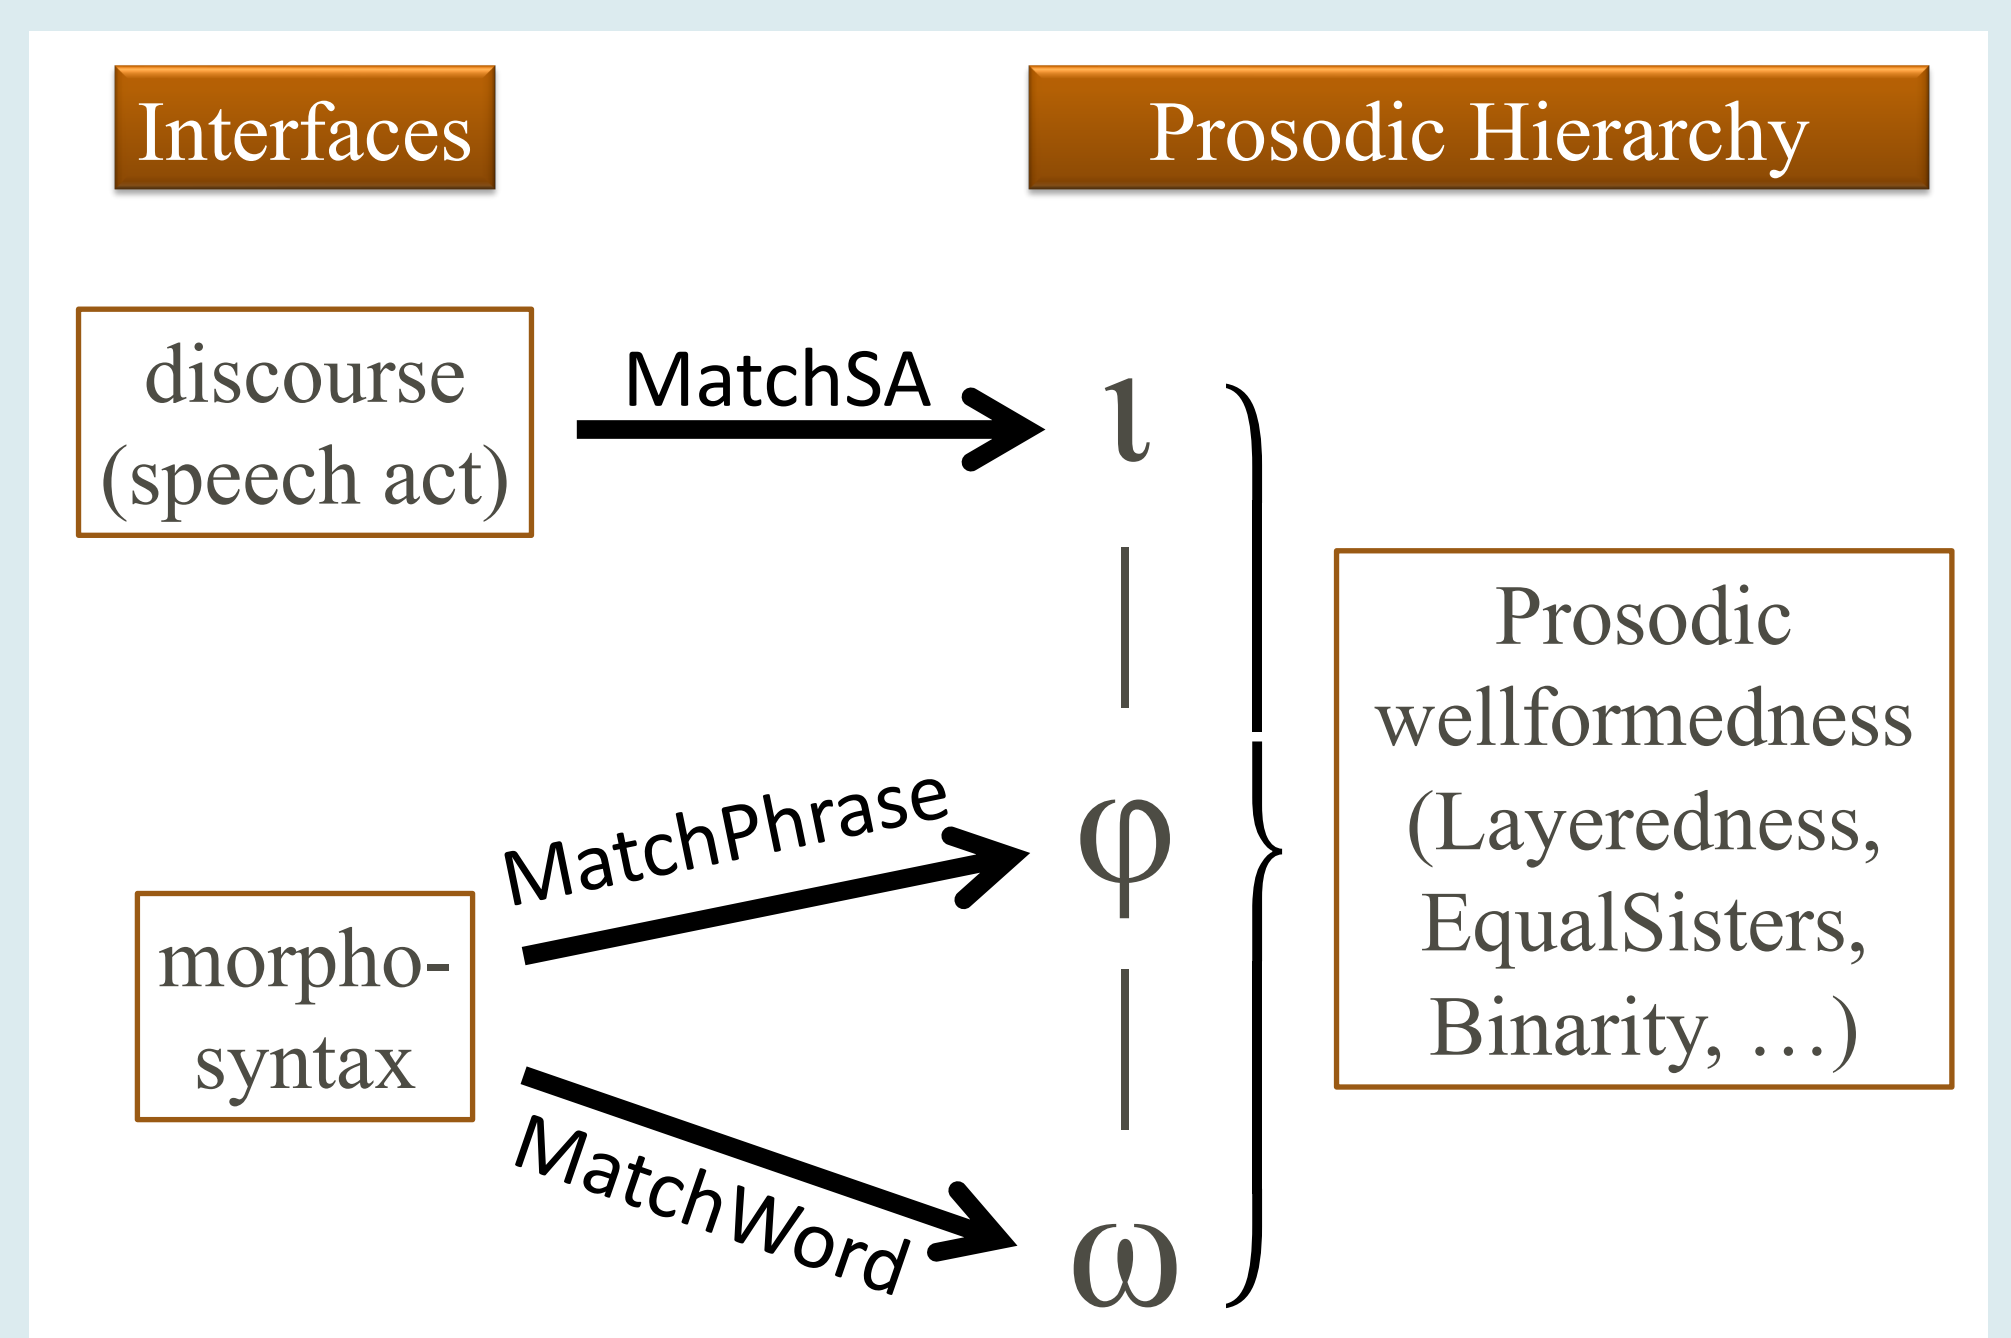 Interfaces
Prosodic Hierarchy
discourse
(speech act)
MatchSA
ι
MatchPhrase
φ
morpho-
syntax
MatchWord
ω
Prosodic
wellformedness
(Layeredness,
EqualSisters,
Binarity, …)